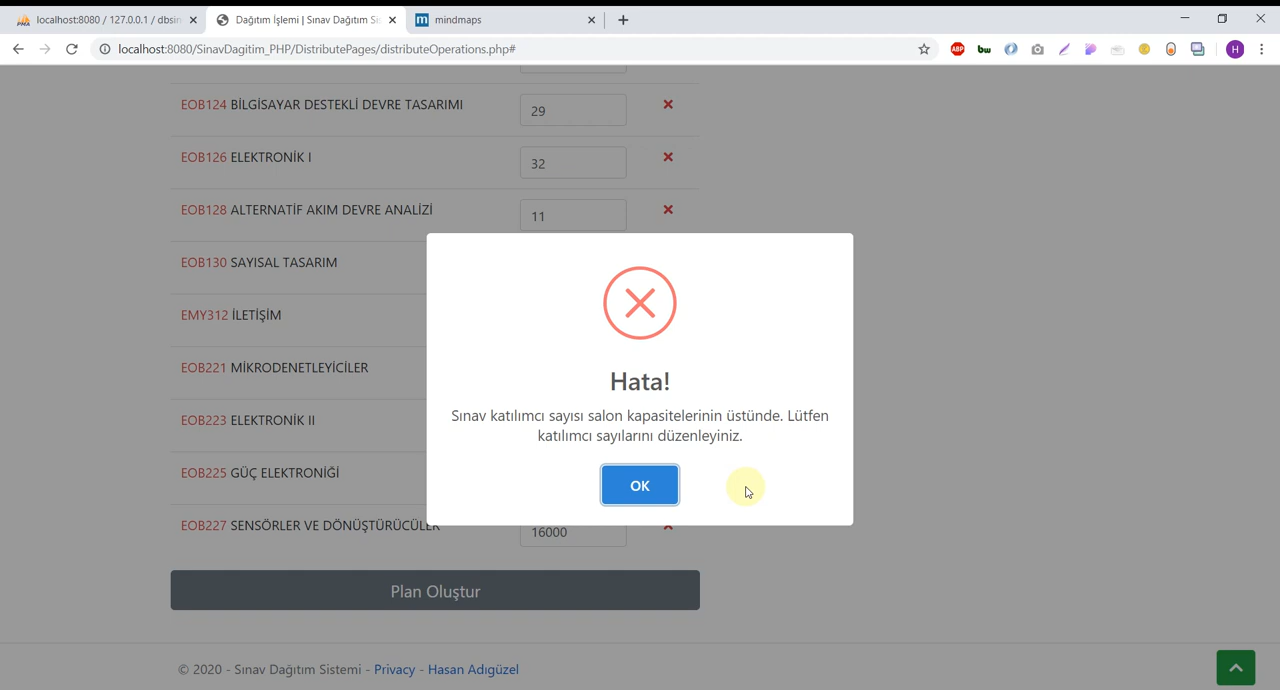 localhost:8080 / 127.0.0.1 / dbsin
Dağıtım İşlemi | Sınav Dağıtım Si
mindmaps
localhost:8080/SinavDagitim_PHP/DistributePages/distributeOperations.php#
ABP
bw
H
EOB124 BİLGİSAYAR DESTEKLİ DEVRE TASARIMI
29
EOB126 ELEKTRONİK I
32
EOB128 ALTERNATİF AKIM DEVRE ANALİZİ
11
EOB130 SAYISAL TASARIM
EMY312 İLETİŞİM
EOB221 MİKRODENETLEYİCİLER
EOB223 ELEKTRONİK II
EOB225 GÜÇ ELEKTRONİĞİ
EOB227 SENSÖRLER VE DÖNÜŞTÜRÜCÜLER
16000
Hata!
Sınav katılımcı sayısı salon kapasitelerinin üstünde. Lütfen
katılımcı sayılarını düzenleyiniz.
OK
Plan Oluştur
© 2020 - Sınav Dağıtım Sistemi - Privacy - Hasan Adıgüzel